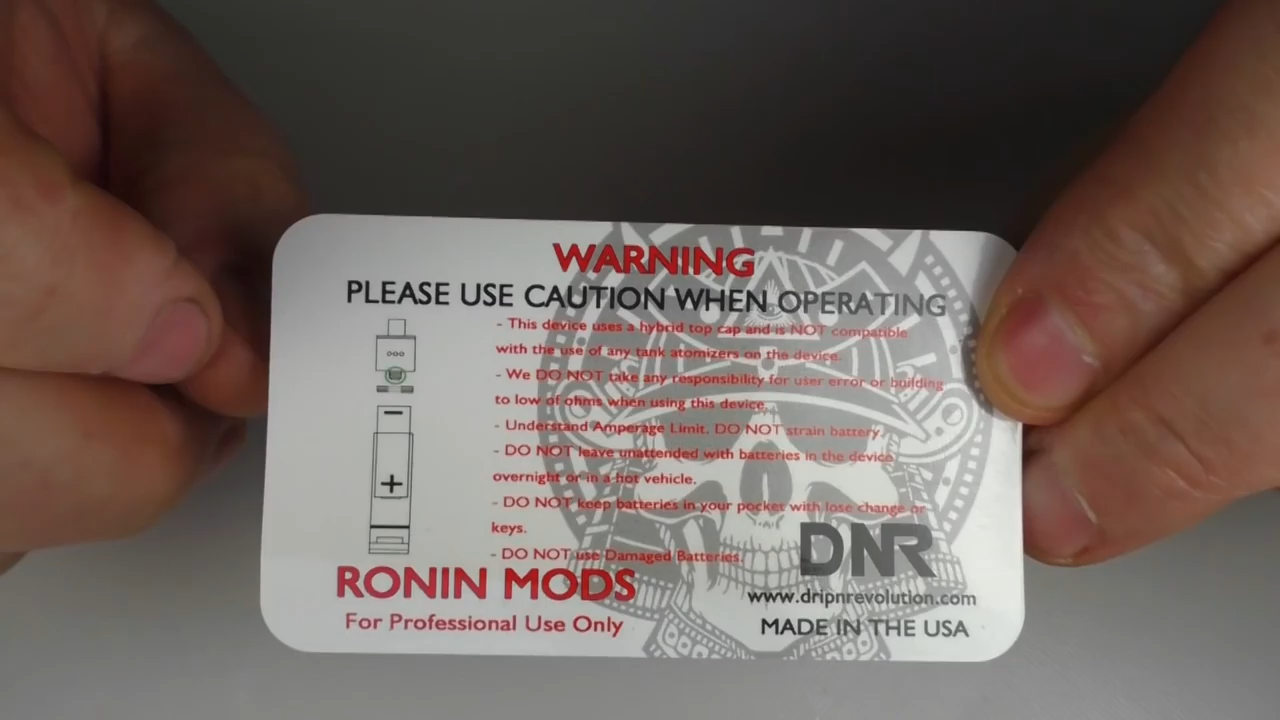 WARNING
PLEASE USE CAUTION WHEN OPERATING
- This device uses a hybrid top cap and is NOT compatible
with the use of any tank atomizers on the device.
- We DO NOT take any responsibility for user error or building
to low of ohms when using this device.
- Understand Amperage Limit. DO NOT strain battery.
- DO NOT leave unattended with batteries in the device
overnight or in a hot vehicle.
- DO NOT keep batteries in your pocket with lose change or
keys.
- DO NOT use Damaged Batteries.
RONIN MODS
For Professional Use Only
DNR
www.dripnrevolution.com
MADE IN THE USA